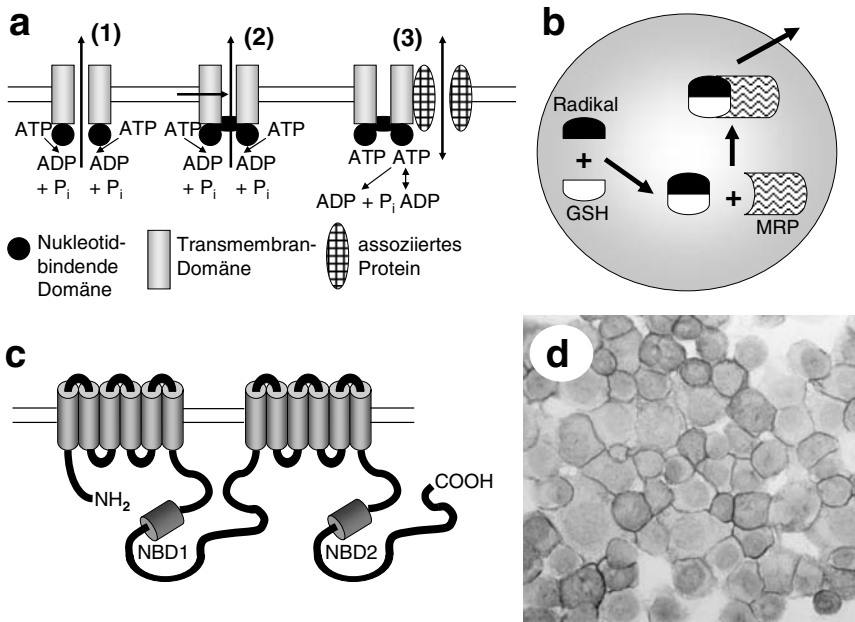 a
(1)
(2)
(3)
ATP
ATP
ATP
ATP
ATP
ATP
ADP
+ Pi
ADP
+ Pi
ADP
+ Pi
ADP
+ Pi
ADP + Pi
ADP
Nukleotid-
bindende
Domäne
Transmembran-
Domäne
assoziiertes
Protein
b
Radikal
+
GSH
+
MRP
c
NH2
NBD1
NBD2
COOH
d